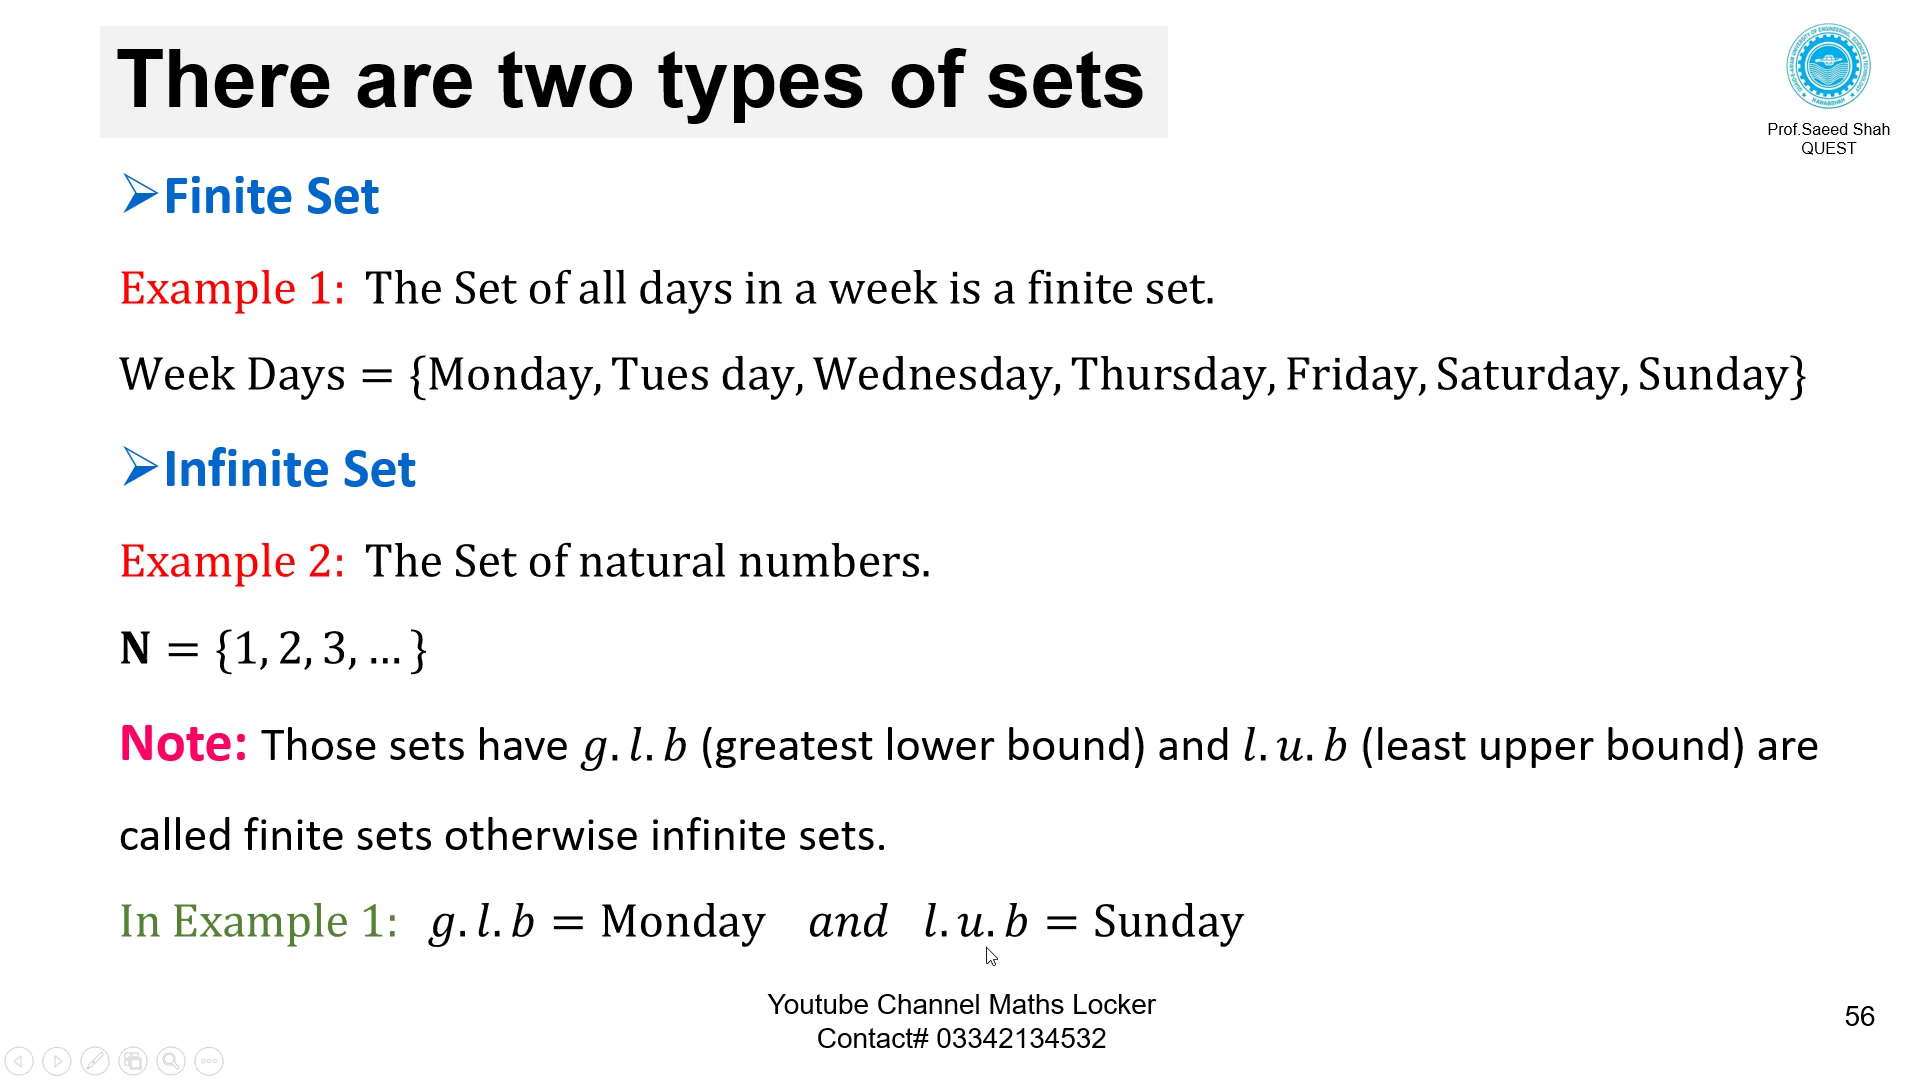 There are two types of sets
Prof.Saeed Shah
QUEST
➢Finite Set
Example 1: The Set of all days in a week is a finite set.
Week Days = {Monday, Tues day, Wednesday, Thursday, Friday, Saturday, Sunday}
➢Infinite Set
Example 2: The Set of natural numbers.
N = {1, 2, 3, … }
Note: Those sets have g. l. b (greatest lower bound) and l. u. b (least upper bound) are
called finite sets otherwise infinite sets.
In Example 1: g. l. b = Monday and l. u. b = Sunday
Youtube Channel Maths Locker
Contact# 03342134532
56